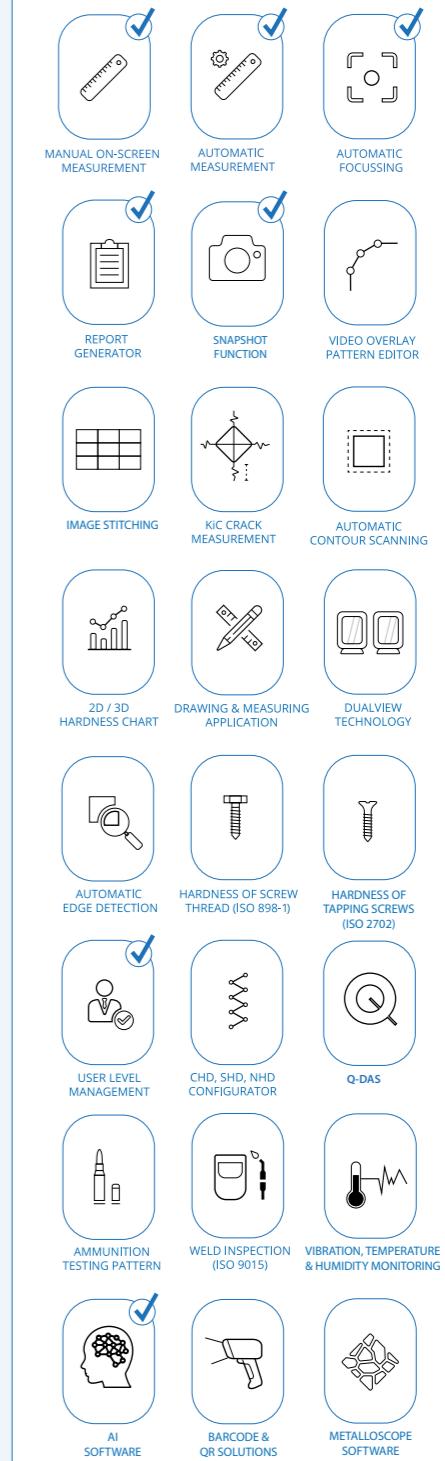 MANUAL ON-SCREEN
MEASUREMENT
AUTOMATIC
MEASUREMENT
AUTOMATIC
FOCUSSING
REPORT
GENERATOR
SNAPSHOT
FUNCTION
VIDEO OVERLAY
PATTERN EDITOR
IMAGE STITCHING
KiC CRACK
MEASUREMENT
AUTOMATIC
CONTOUR SCANNING
2D / 3D
HARDNESS CHART
DRAWING & MEASURING
APPLICATION
DUALVIEW
TECHNOLOGY
AUTOMATIC
EDGE DETECTION
HARDNESS OF SCREW
THREAD (ISO 898-1)
HARDNESS OF
TAPPING SCREWS
(ISO 2702)
USER LEVEL
MANAGEMENT
CHD, SHD, NHD
CONFIGURATOR
Q-DAS
AMMUNITION
TESTING PATTERN
WELD INSPECTION
(ISO 9015)
VIBRATION, TEMPERATURE
& HUMIDITY MONITORING
AI
SOFTWARE
BARCODE &
QR SOLUTIONS
METALLOSCOPE
SOFTWARE